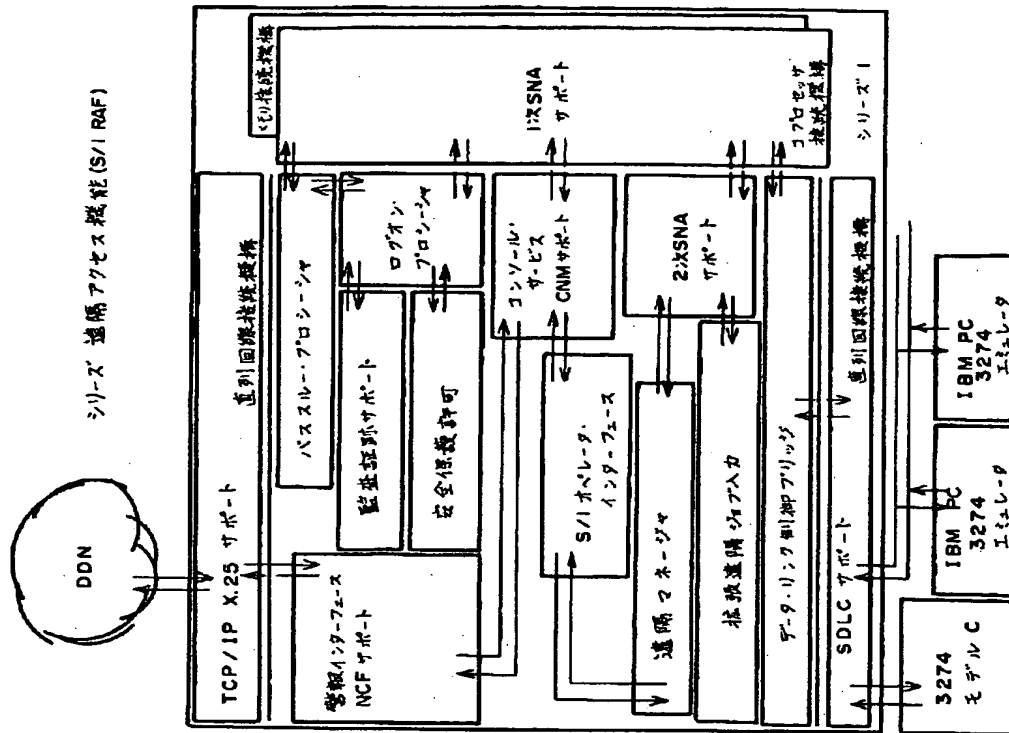 シリーズ 遠隔アクセス機能(S/1 RAF)
DDN
TCP/IP X.25 サポート
直列回線接続機構
パススルー・プロシージャ
監査証跡サポート
安全保護許可
ログオン・
プロシージャ
警報インターフェース
NCFサポート
コンソール・
サービス
CNMサポート
S/1オペレータ・
インターフェース
2次SNA
サポート
遠隔マネージャ
拡張遠隔ジョブ入力
データ・リンク制御ブリッジ
SDLC サポート
直列回線接続機構
1次SNA
サポート
コプロセッサ
接続機構
シリーズ1
3274
モデルC
IBM PC
3274
エミュレータ
IBM PC
3274
エミュレータ